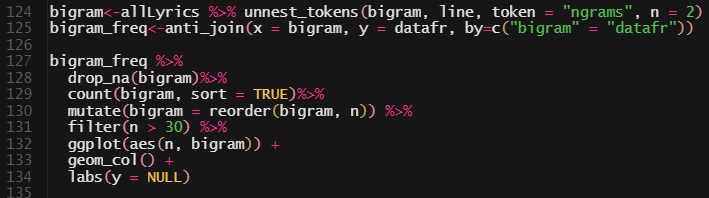 124 bigram<-allLyrics %>% unnest_tokens(bigram, line, token = "ngrams", n = 2)
125 bigram_freq<-anti_join(x = bigram, y = datafr, by=c("bigram" = "datafr"))
126
127 bigram_freq %>%
128   drop_na(bigram)%>%
129   count(bigram, sort = TRUE)%>%
130   mutate(bigram = reorder(bigram, n)) %>%
131   filter(n > 30) %>%
132   ggplot(aes(n, bigram)) +
133   geom_col() +
134   labs(y = NULL)
135